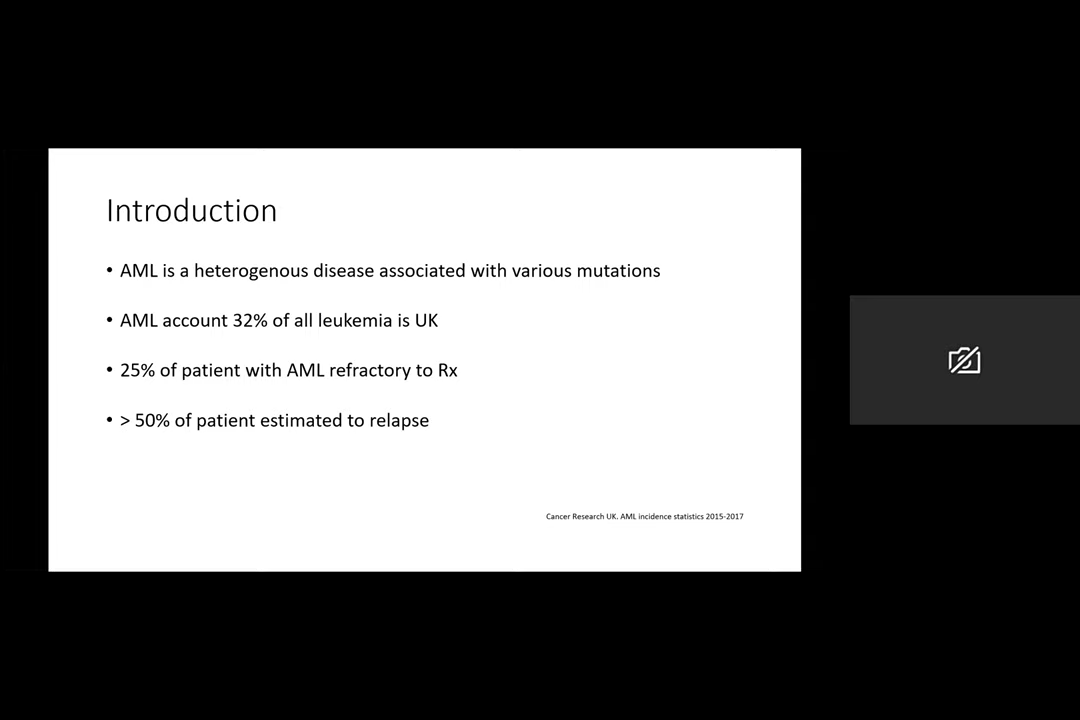 Introduction
• AML is a heterogenous disease associated with various mutations
• AML account 32% of all leukemia is UK
• 25% of patient with AML refractory to Rx
• > 50% of patient estimated to relapse
Cancer Research UK. AML incidence statistics 2015-2017